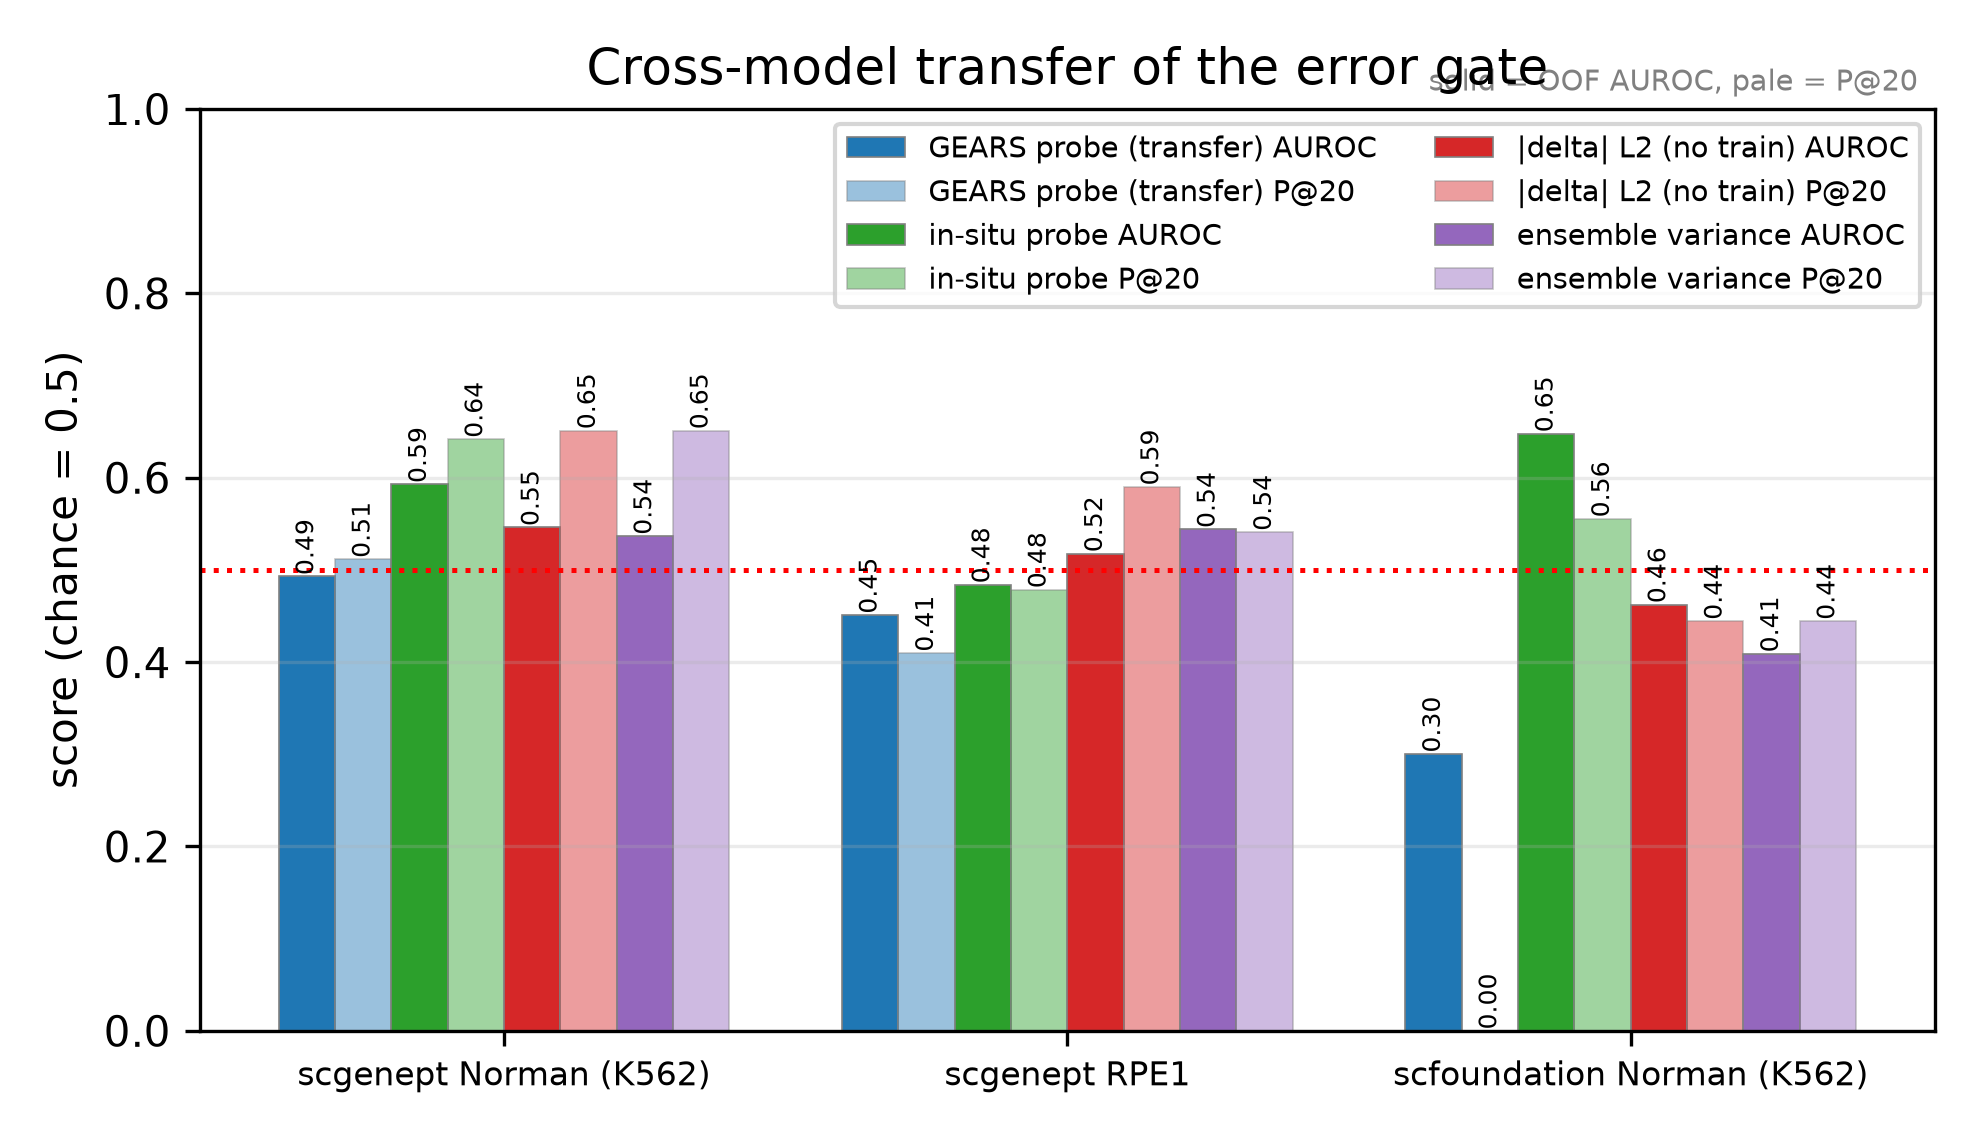 Cross-model transfer of the error gate
solid = OOF AUROC, pale = P@20
GEARS probe (transfer) AUROC
GEARS probe (transfer) P@20
in-situ probe AUROC
in-situ probe P@20
|delta| L2 (no train) AUROC
|delta| L2 (no train) P@20
ensemble variance AUROC
ensemble variance P@20
score (chance = 0.5)
1.0
0.8
0.6
0.4
0.2
0.0
0.49
0.51
0.59
0.64
0.55
0.65
0.54
0.65
0.45
0.41
0.48
0.48
0.52
0.59
0.54
0.54
0.30
0.00
0.65
0.56
0.46
0.44
0.41
0.44
scgenept Norman (K562)
scgenept RPE1
scfoundation Norman (K562)